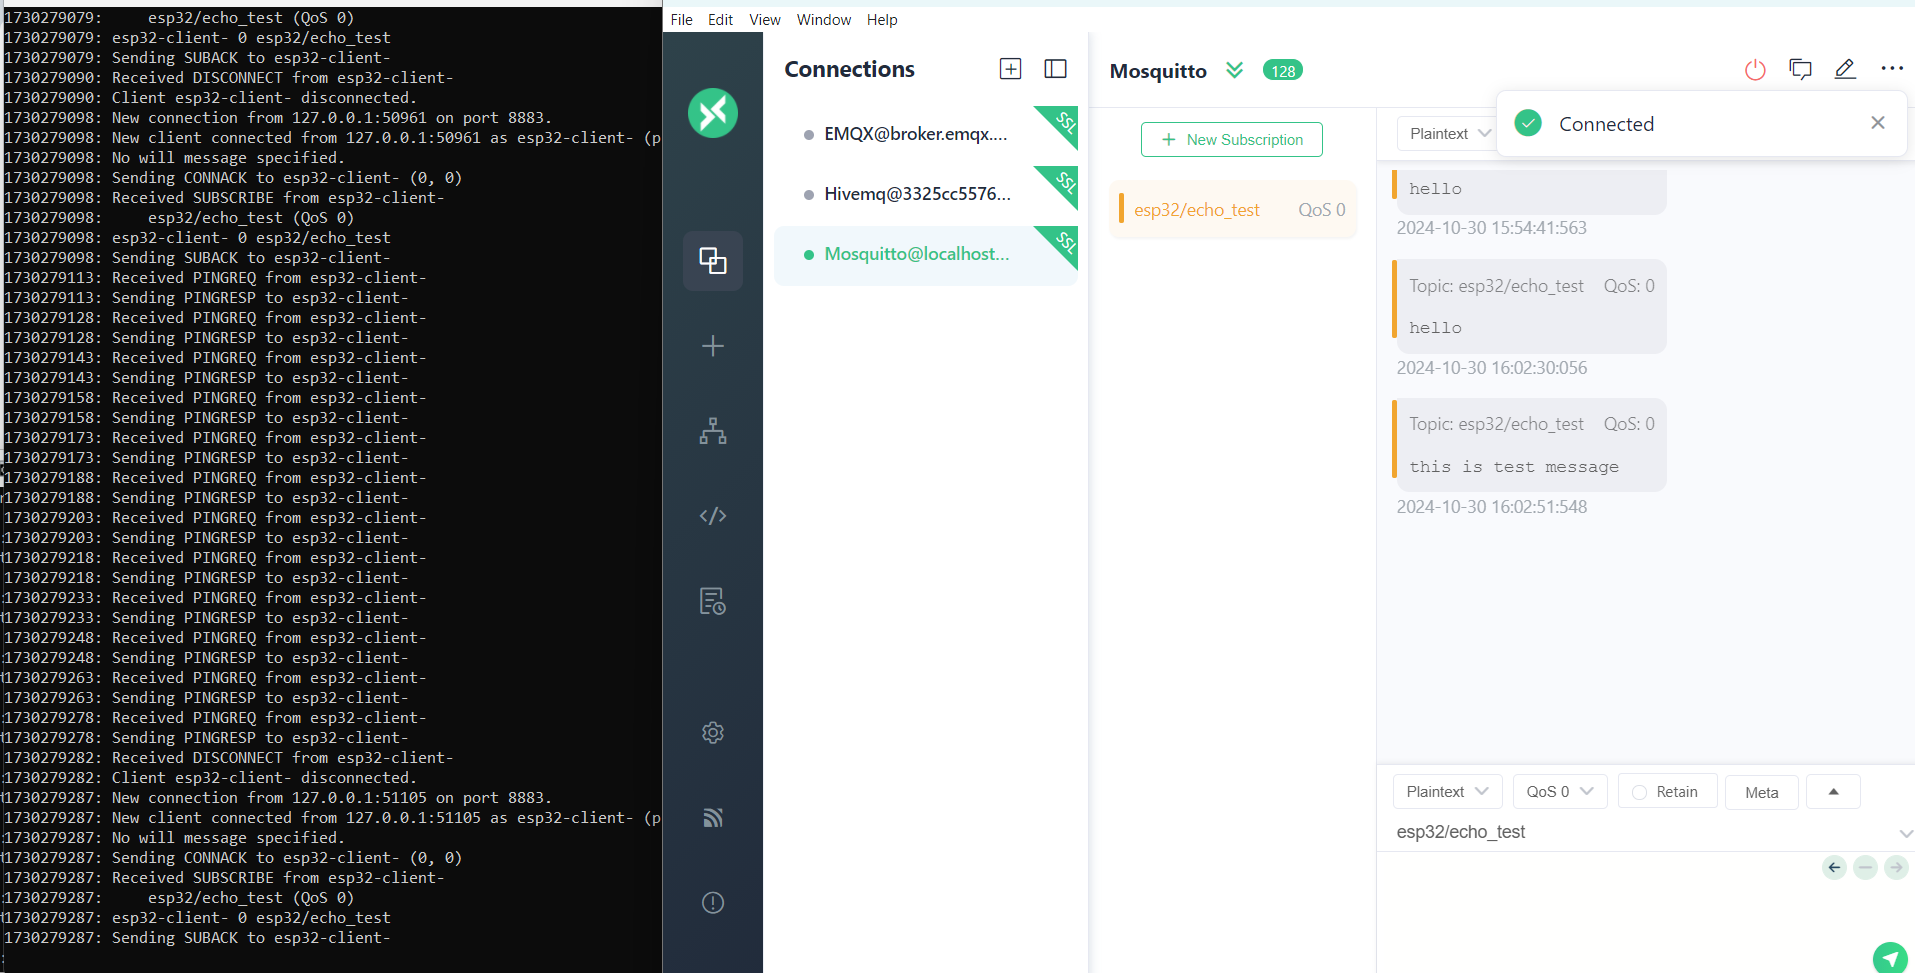 1730279079:     esp32/echo_test (QoS 0)
1730279079: esp32-client- 0 esp32/echo_test
1730279079: Sending SUBACK to esp32-client-
1730279090: Received DISCONNECT from esp32-client-
1730279090: Client esp32-client- disconnected.
1730279098: New connection from 127.0.0.1:50961 on port 8883.
1730279098: New client connected from 127.0.0.1:50961 as esp32-client- (p
1730279098: No will message specified.
1730279098: Sending CONNACK to esp32-client- (0, 0)
1730279098: Received SUBSCRIBE from esp32-client-
1730279098:     esp32/echo_test (QoS 0)
1730279098: esp32-client- 0 esp32/echo_test
1730279098: Sending SUBACK to esp32-client-
1730279113: Received PINGREQ from esp32-client-
1730279113: Sending PINGRESP to esp32-client-
1730279128: Received PINGREQ from esp32-client-
1730279128: Sending PINGRESP to esp32-client-
1730279143: Received PINGREQ from esp32-client-
1730279143: Sending PINGRESP to esp32-client-
1730279158: Received PINGREQ from esp32-client-
1730279158: Sending PINGRESP to esp32-client-
1730279173: Received PINGREQ from esp32-client-
1730279173: Sending PINGRESP to esp32-client-
1730279188: Received PINGREQ from esp32-client-
1730279188: Sending PINGRESP to esp32-client-
1730279203: Received PINGREQ from esp32-client-
1730279203: Sending PINGRESP to esp32-client-
1730279218: Received PINGREQ from esp32-client-
1730279218: Sending PINGRESP to esp32-client-
1730279233: Received PINGREQ from esp32-client-
1730279233: Sending PINGRESP to esp32-client-
1730279248: Received PINGREQ from esp32-client-
1730279248: Sending PINGRESP to esp32-client-
1730279263: Received PINGREQ from esp32-client-
1730279263: Sending PINGRESP to esp32-client-
1730279278: Received PINGREQ from esp32-client-
1730279278: Sending PINGRESP to esp32-client-
1730279282: Received DISCONNECT from esp32-client-
1730279282: Client esp32-client- disconnected.
1730279287: New connection from 127.0.0.1:51105 on port 8883.
1730279287: New client connected from 127.0.0.1:51105 as esp32-client- (p
1730279287: No will message specified.
1730279287: Sending CONNACK to esp32-client- (0, 0)
1730279287: Received SUBSCRIBE from esp32-client-
1730279287:     esp32/echo_test (QoS 0)
1730279287: esp32-client- 0 esp32/echo_test
1730279287: Sending SUBACK to esp32-client-
File Edit View Window Help
Connections
EMQX@broker.emqx.... SSL
Hivemq@3325cc5576... SSL
Mosquitto@localhost... SSL
Mosquitto 128
+ New Subscription
esp32/echo_test QoS 0
Plaintext
Connected
hello
2024-10-30 15:54:41:563
Topic: esp32/echo_test QoS: 0
hello
2024-10-30 16:02:30:056
Topic: esp32/echo_test QoS: 0
this is test message
2024-10-30 16:02:51:548
Plaintext QoS 0 Retain Meta
esp32/echo_test